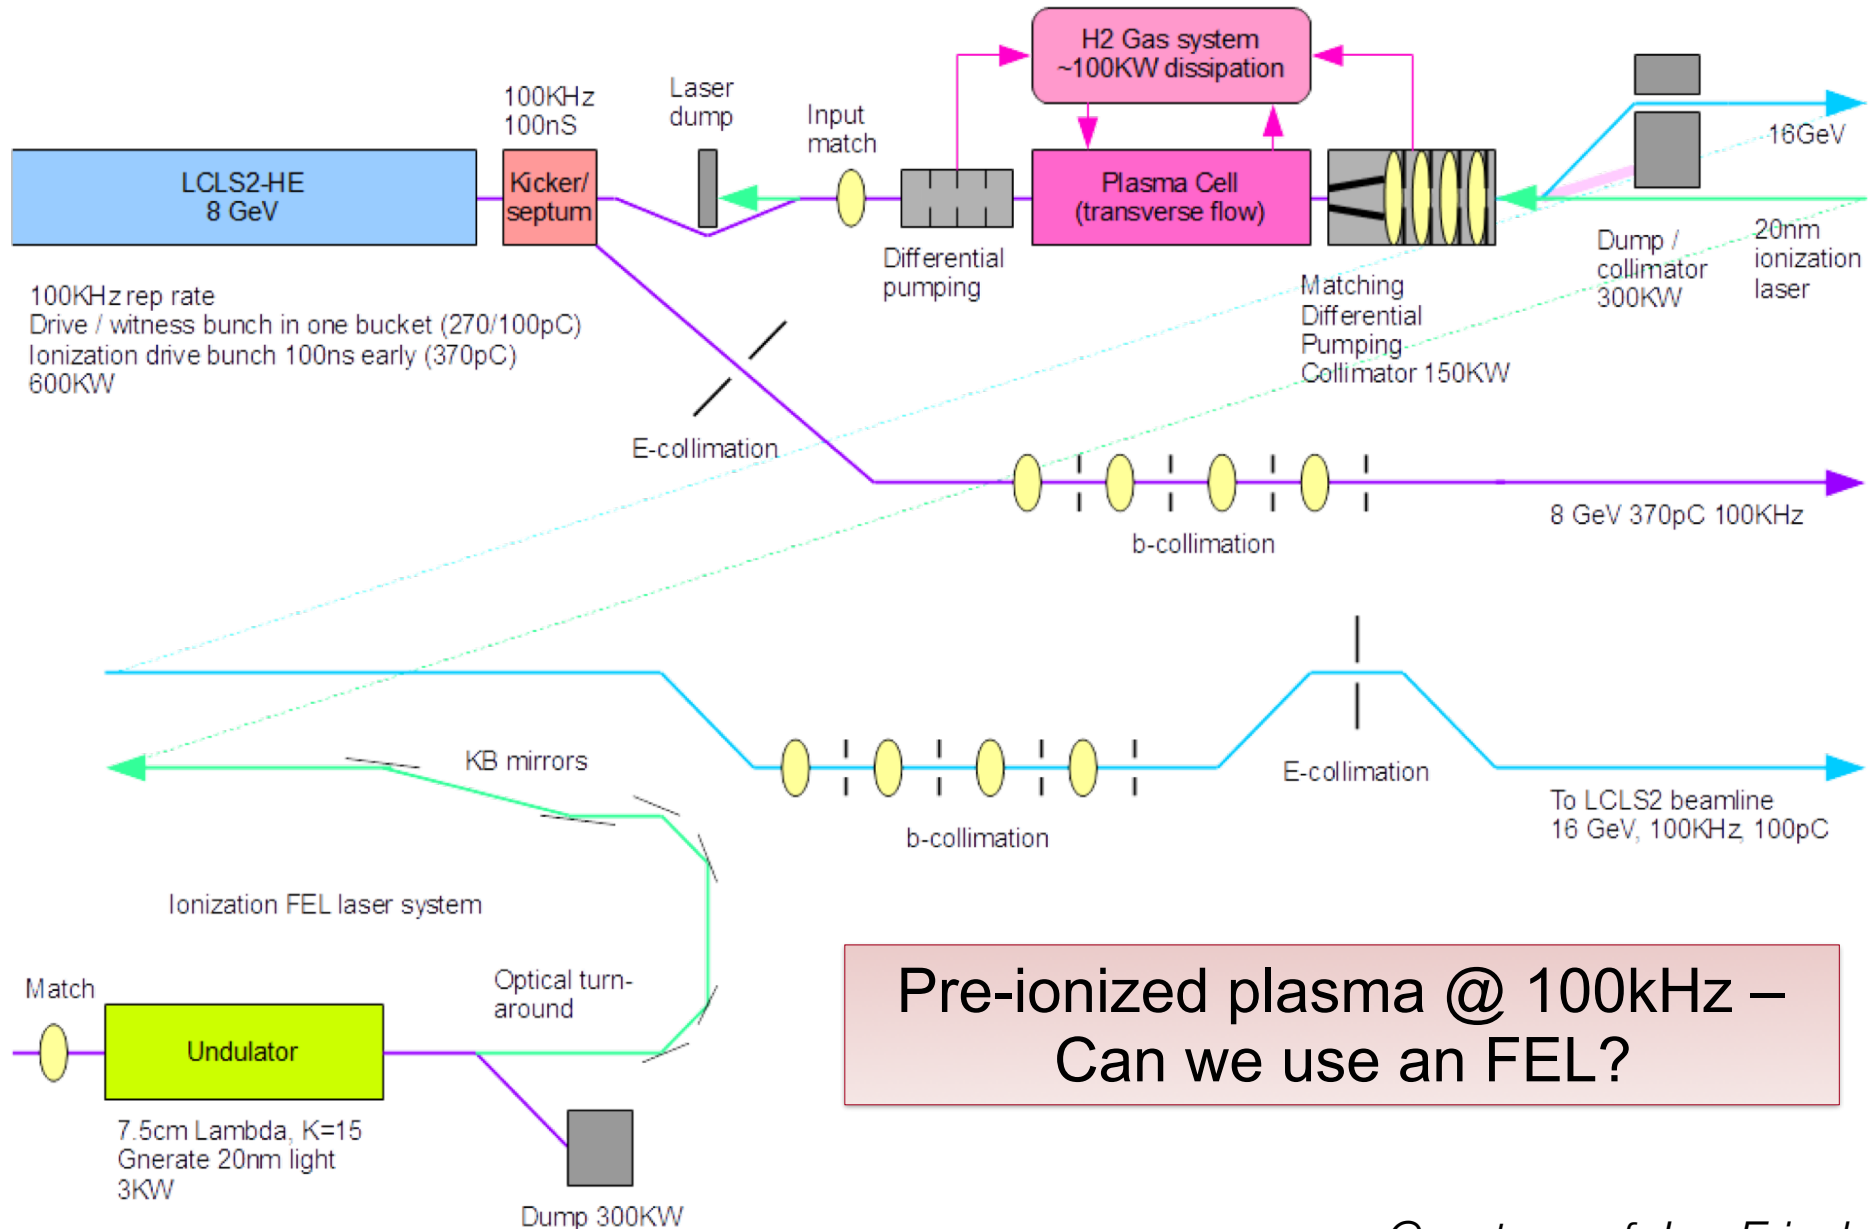 H2 Gas system
~100KW dissipation
100KHz
100nS
Laser
dump
Input
match
16GeV
LCLS2-HE
8 GeV
Kicker/
septum
Plasma Cell
(transverse flow)
Differential
pumping
Dump /
collimator
300KW
20nm
ionization
laser
Matching
Differential
Pumping
Collimator 150KW
100KHz rep rate
Drive / witness bunch in one bucket (270/100pC)
Ionization drive bunch 100ns early (370pC)
600KW
E-collimation
b-collimation
8 GeV 370pC 100KHz
KB mirrors
b-collimation
E-collimation
To LCLS2 beamline
16 GeV, 100KHz, 100pC
Ionization FEL laser system
Match
Optical turn-
around
Undulator
7.5cm Lambda, K=15
Gnerate 20nm light
3KW
Dump 300KW
Pre-ionized plasma @ 100kHz –
Can we use an FEL?